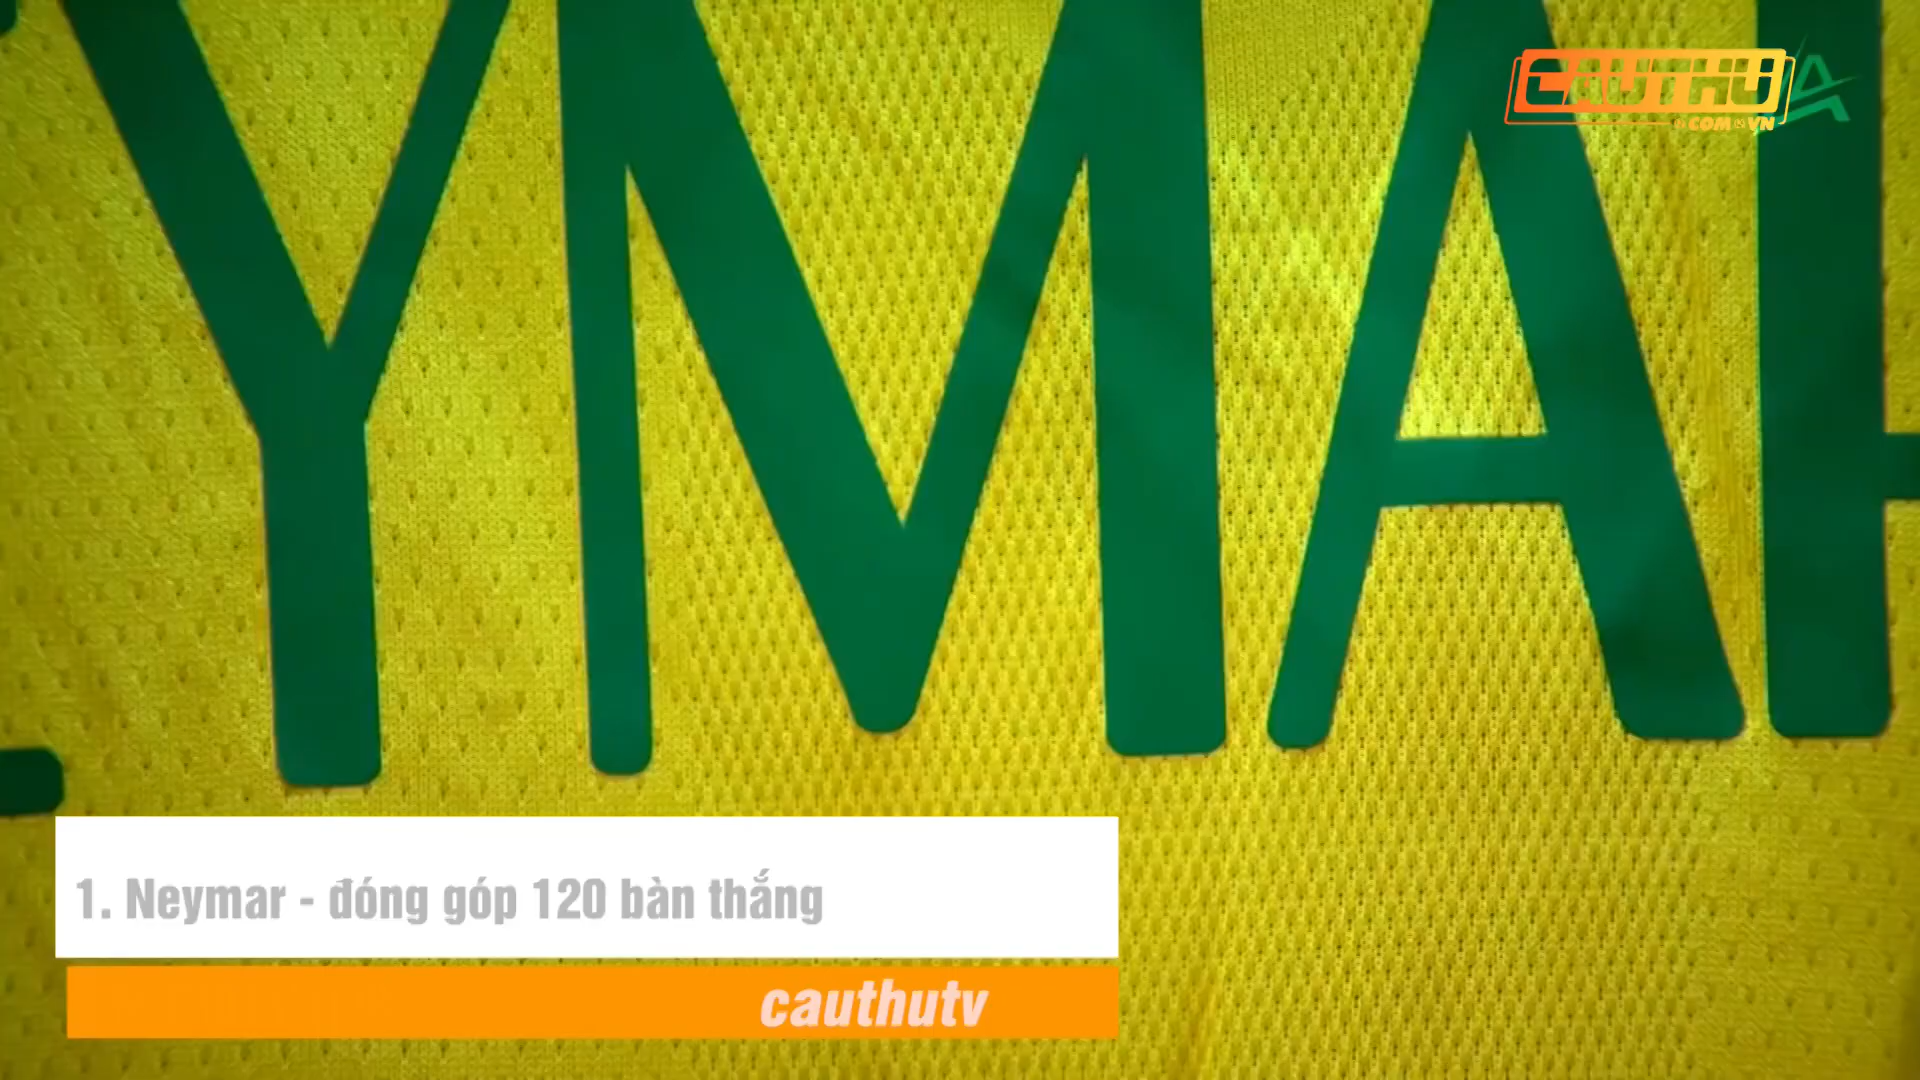 CAUTHU
COM.VN
YMA
1. Neymar - đóng góp 120 bàn thắng
cauthutv